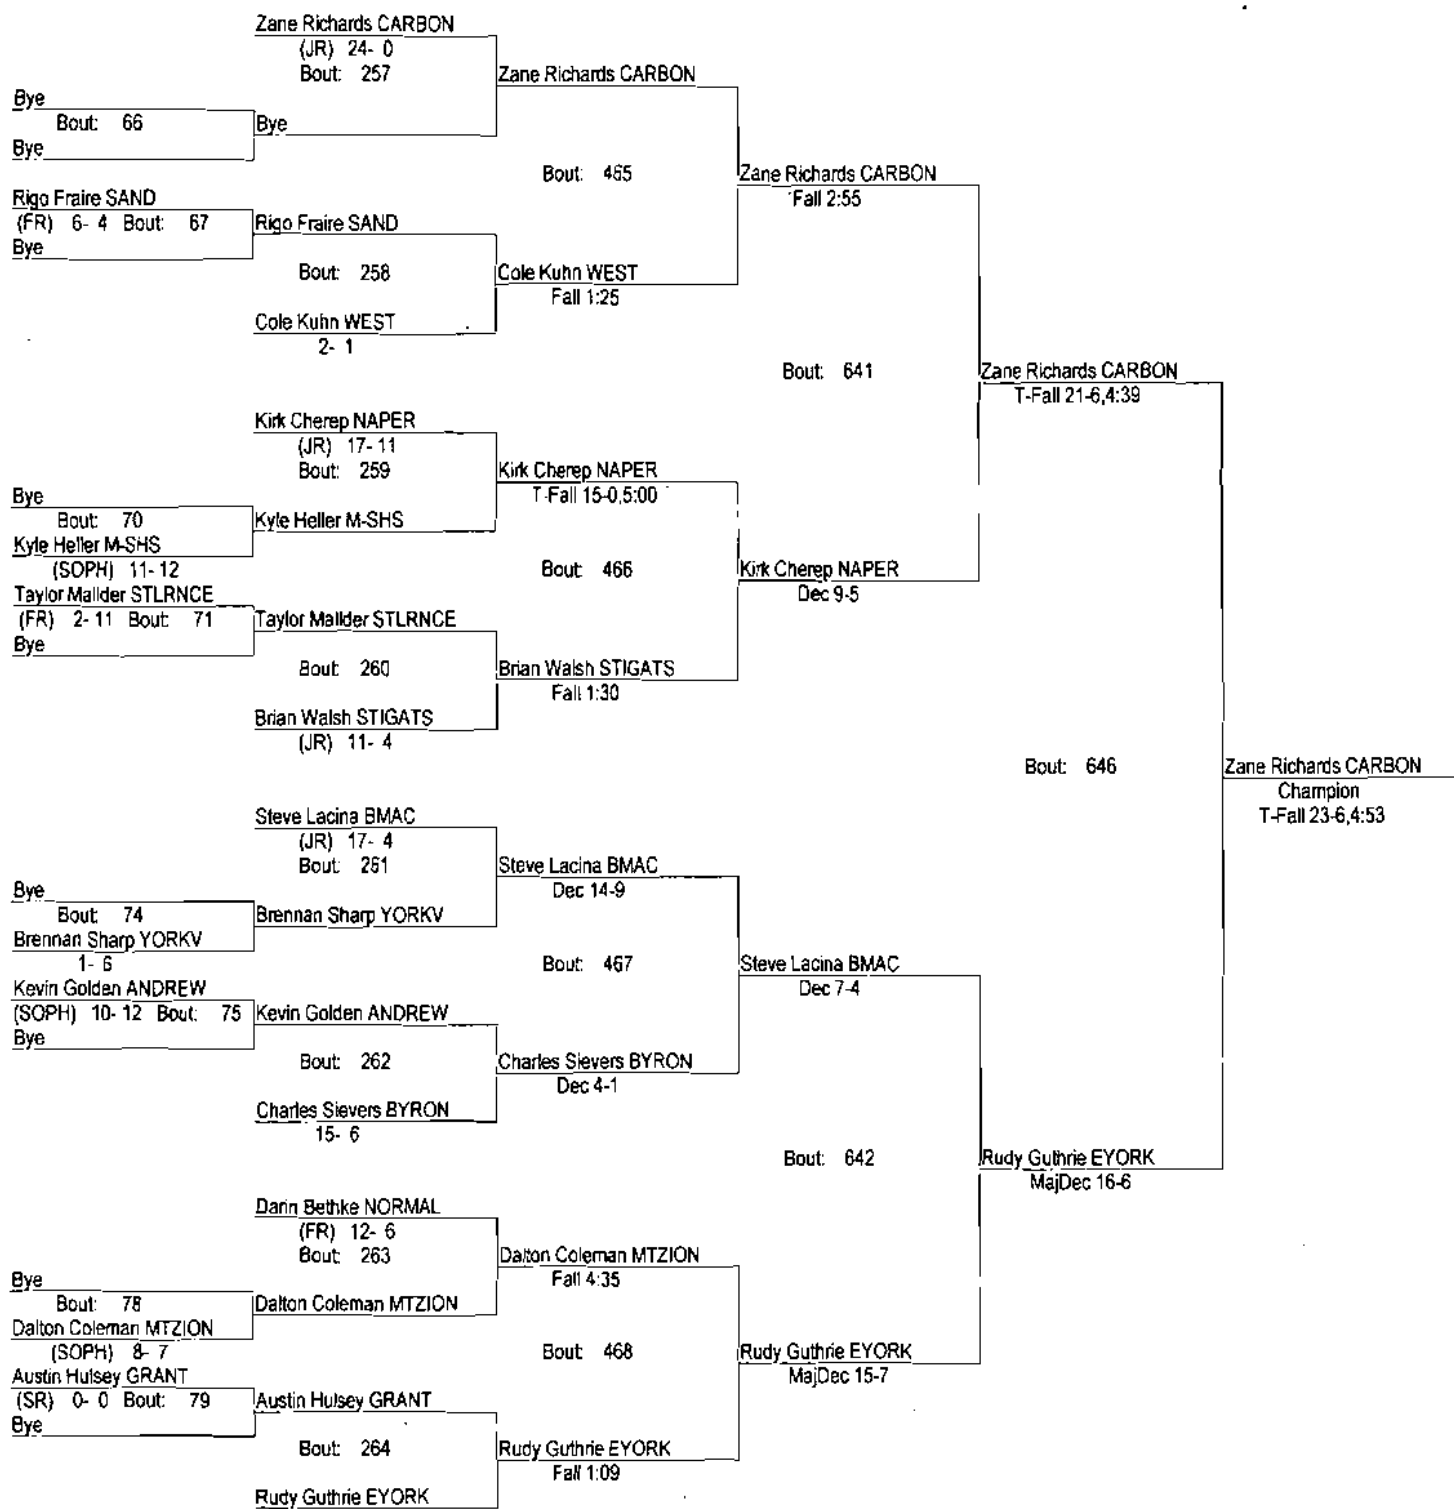 Zane Richards CARBON
(JR) 24- 0
Bout: 257
Zane Richards CARBON
Bye
Bout: 66
Bye
Bye
Bout: 465
Zane Richards CARBON
Fall 2:55
Rigo Fraire SAND
(FR) 6- 4 Bout: 67
Rigo Fraire SAND
Bye
Bout: 258
Cole Kuhn WEST
Fall 1:25
Cole Kuhn WEST
2- 1
Bout: 641
Zane Richards CARBON
T-Fall 21-6,4:39
Kirk Cherep NAPER
(JR) 17- 11
Bout: 259
Kirk Cherep NAPER
T-Fall 15-0,5:00
Bye
Bout: 70
Kyle Heller M-SHS
Kyle Heller M-SHS
(SOPH) 11- 12
Bout: 466
Kirk Cherep NAPER
Dec 9-5
Taylor Mallder STLRNCE
(FR) 2- 11 Bout: 71
Taylor Mallder STLRNCE
Bye
Bout: 260
Brian Walsh STIGATS
Fall 1:30
Brian Walsh STIGATS
(JR) 11- 4
Bout: 646
Zane Richards CARBON
Champion
T-Fall 23-6,4:53
Steve Lacina BMAC
(JR) 17- 4
Bout: 261
Steve Lacina BMAC
Dec 14-9
Bye
Bout: 74
Brennan Sharp YORKV
Brennan Sharp YORKV
1- 6
Bout: 467
Steve Lacina BMAC
Dec 7-4
Kevin Golden ANDREW
(SOPH) 10- 12 Bout: 75
Kevin Golden ANDREW
Bye
Bout: 262
Charles Sievers BYRON
Dec 4-1
Charles Sievers BYRON
15- 6
Bout: 642
Rudy Guthrie EYORK
MajDec 16-6
Darin Bethke NORMAL
(FR) 12- 6
Bout: 263
Dalton Coleman MTZION
Fall 4:35
Bye
Bout: 78
Dalton Coleman MTZION
Dalton Coleman MTZION
(SOPH) 8- 7
Bout: 468
Rudy Guthrie EYORK
MajDec 15-7
Austin Hulsey GRANT
(SR) 0- 0 Bout: 79
Austin Hulsey GRANT
Bye
Bout: 264
Rudy Guthrie EYORK
Fall 1:09
Rudy Guthrie EYORK